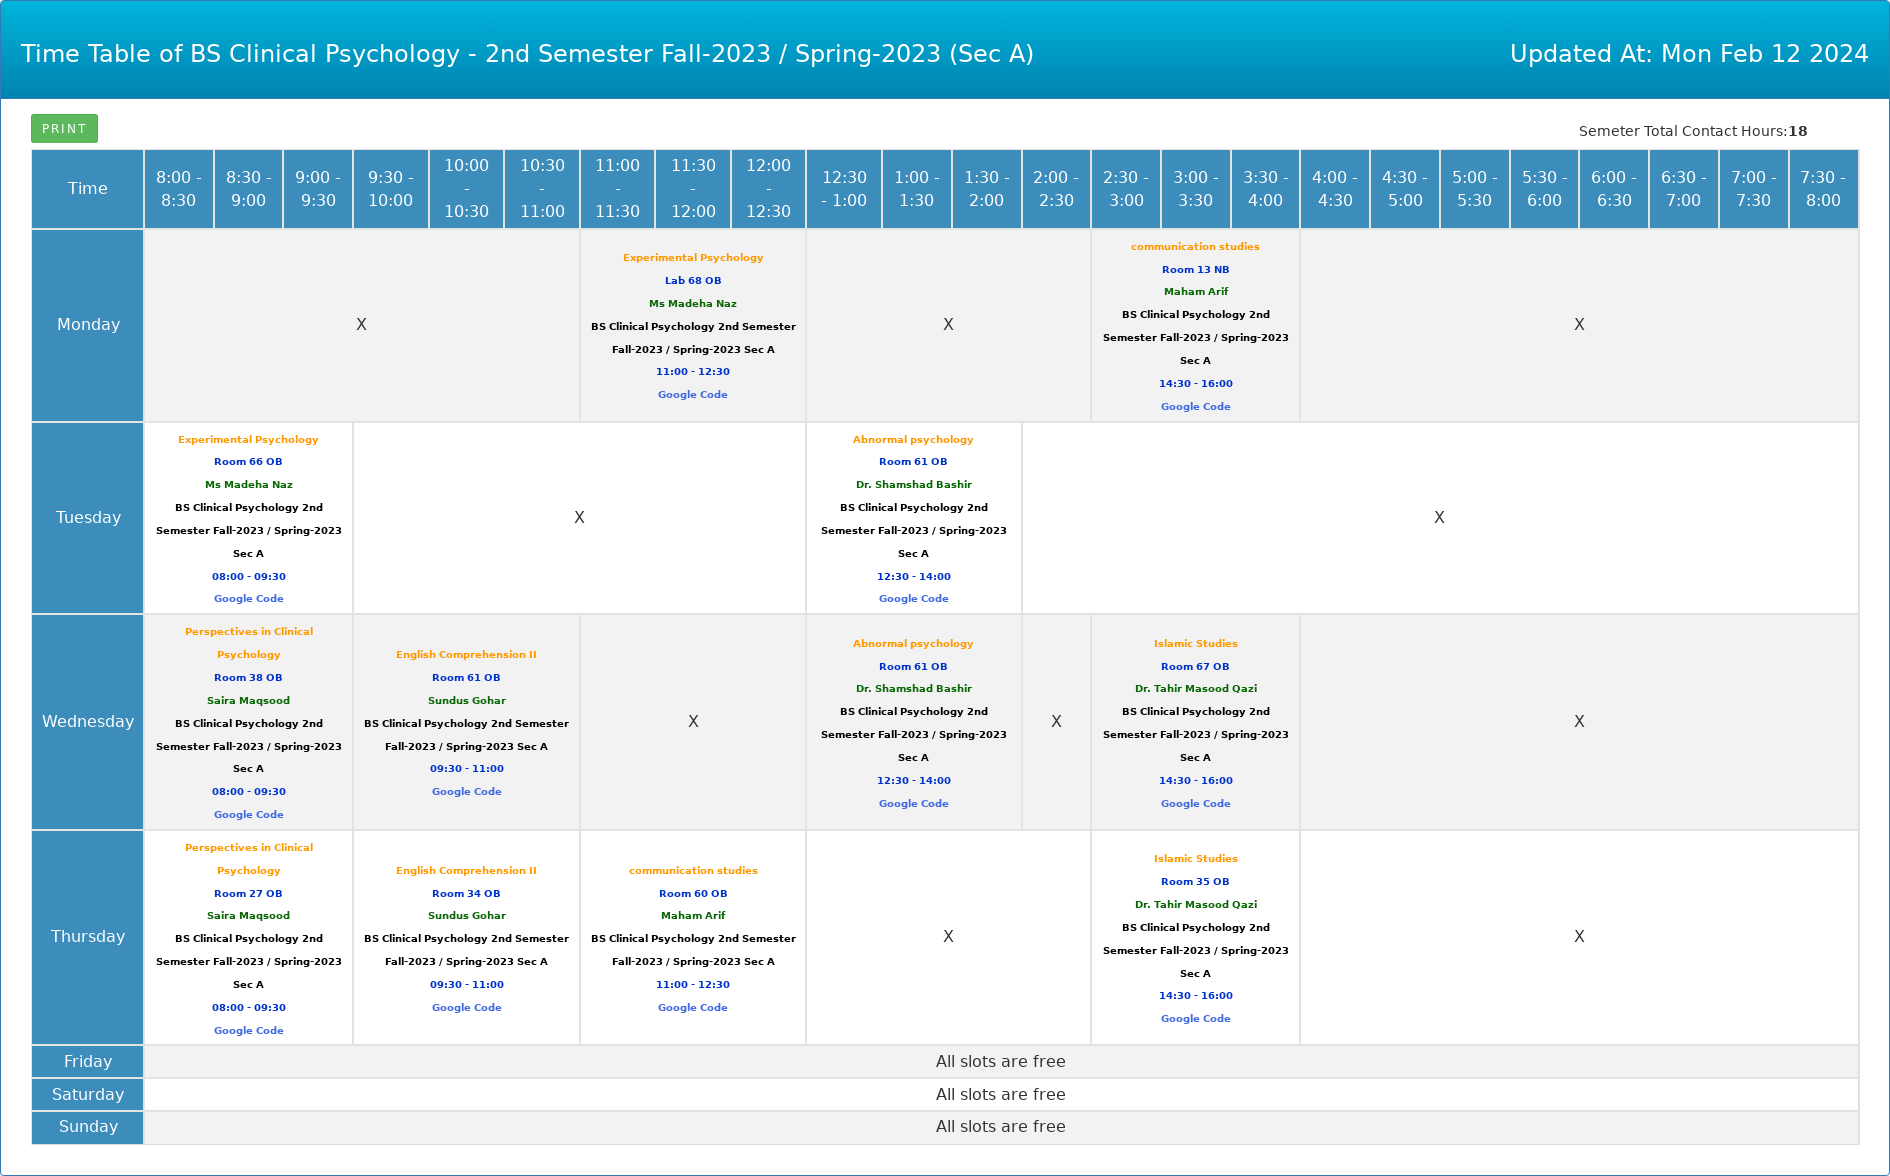 Time Table of BS Clinical Psychology - 2nd Semester Fall-2023 / Spring-2023 (Sec A)
Updated At: Mon Feb 12 2024
PRINT
Semeter Total Contact Hours:18
Time
8:00 -
8:30
8:30 -
9:00
9:00 -
9:30
9:30 -
10:00
10:00
-
10:30
10:30
-
11:00
11:00
-
11:30
11:30
-
12:00
12:00
-
12:30
12:30
- 1:00
1:00 -
1:30
1:30 -
2:00
2:00 -
2:30
2:30 -
3:00
3:00 -
3:30
3:30 -
4:00
4:00 -
4:30
4:30 -
5:00
5:00 -
5:30
5:30 -
6:00
6:00 -
6:30
6:30 -
7:00
7:00 -
7:30
7:30 -
8:00
Monday
X
Experimental Psychology
Lab 68 OB
Ms Madeha Naz
BS Clinical Psychology 2nd Semester
Fall-2023 / Spring-2023 Sec A
11:00 - 12:30
Google Code
X
communication studies
Room 13 NB
Maham Arif
BS Clinical Psychology 2nd
Semester Fall-2023 / Spring-2023
Sec A
14:30 - 16:00
Google Code
X
Tuesday
Experimental Psychology
Room 66 OB
Ms Madeha Naz
BS Clinical Psychology 2nd
Semester Fall-2023 / Spring-2023
Sec A
08:00 - 09:30
Google Code
X
Abnormal psychology
Room 61 OB
Dr. Shamshad Bashir
BS Clinical Psychology 2nd
Semester Fall-2023 / Spring-2023
Sec A
12:30 - 14:00
Google Code
X
Wednesday
Perspectives in Clinical
Psychology
Room 38 OB
Saira Maqsood
BS Clinical Psychology 2nd
Semester Fall-2023 / Spring-2023
Sec A
08:00 - 09:30
Google Code
English Comprehension II
Room 61 OB
Sundus Gohar
BS Clinical Psychology 2nd Semester
Fall-2023 / Spring-2023 Sec A
09:30 - 11:00
Google Code
X
Abnormal psychology
Room 61 OB
Dr. Shamshad Bashir
BS Clinical Psychology 2nd
Semester Fall-2023 / Spring-2023
Sec A
12:30 - 14:00
Google Code
X
Islamic Studies
Room 67 OB
Dr. Tahir Masood Qazi
BS Clinical Psychology 2nd
Semester Fall-2023 / Spring-2023
Sec A
14:30 - 16:00
Google Code
X
Thursday
Perspectives in Clinical
Psychology
Room 27 OB
Saira Maqsood
BS Clinical Psychology 2nd
Semester Fall-2023 / Spring-2023
Sec A
08:00 - 09:30
Google Code
English Comprehension II
Room 34 OB
Sundus Gohar
BS Clinical Psychology 2nd Semester
Fall-2023 / Spring-2023 Sec A
09:30 - 11:00
Google Code
communication studies
Room 60 OB
Maham Arif
BS Clinical Psychology 2nd Semester
Fall-2023 / Spring-2023 Sec A
11:00 - 12:30
Google Code
X
Islamic Studies
Room 35 OB
Dr. Tahir Masood Qazi
BS Clinical Psychology 2nd
Semester Fall-2023 / Spring-2023
Sec A
14:30 - 16:00
Google Code
X
Friday
All slots are free
Saturday
All slots are free
Sunday
All slots are free